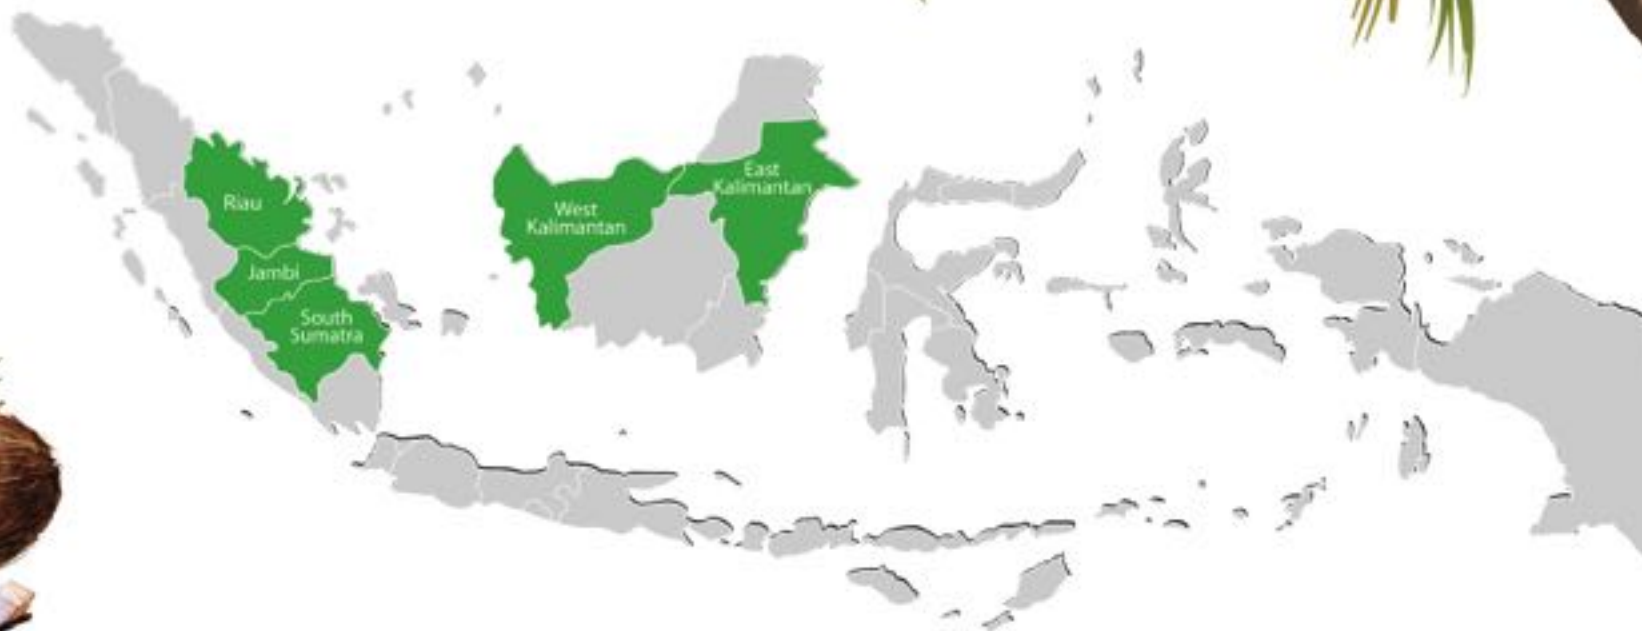 Riau
Jambi
South
Sumatra
West
Kalimantan
East
Kalimantan